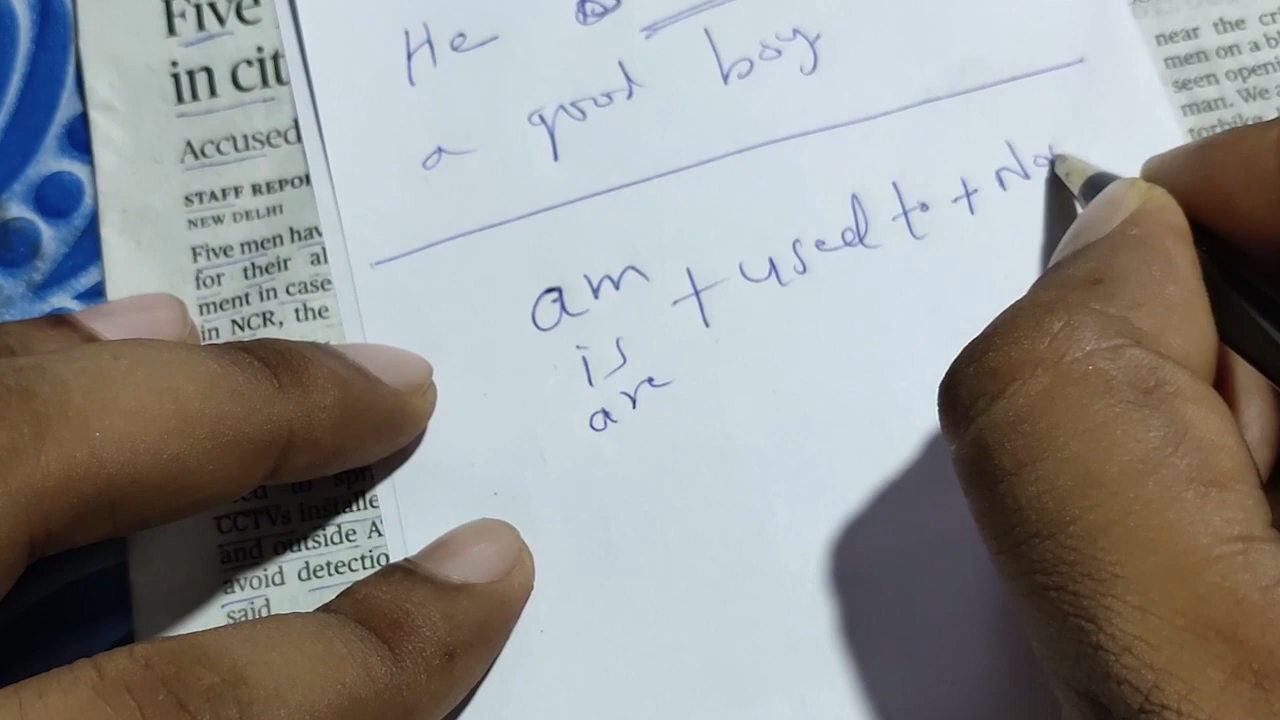 Five
in cit
Accused
STAFF REPO
NEW DELHI
Five men hav
for their al
ment in case
in NCR, the
CCTVs installe
and outside A
avoid detectio
said
He
a good boy
am + used to + No
is
are
near the cr
men on a b
seen openi
man. We a